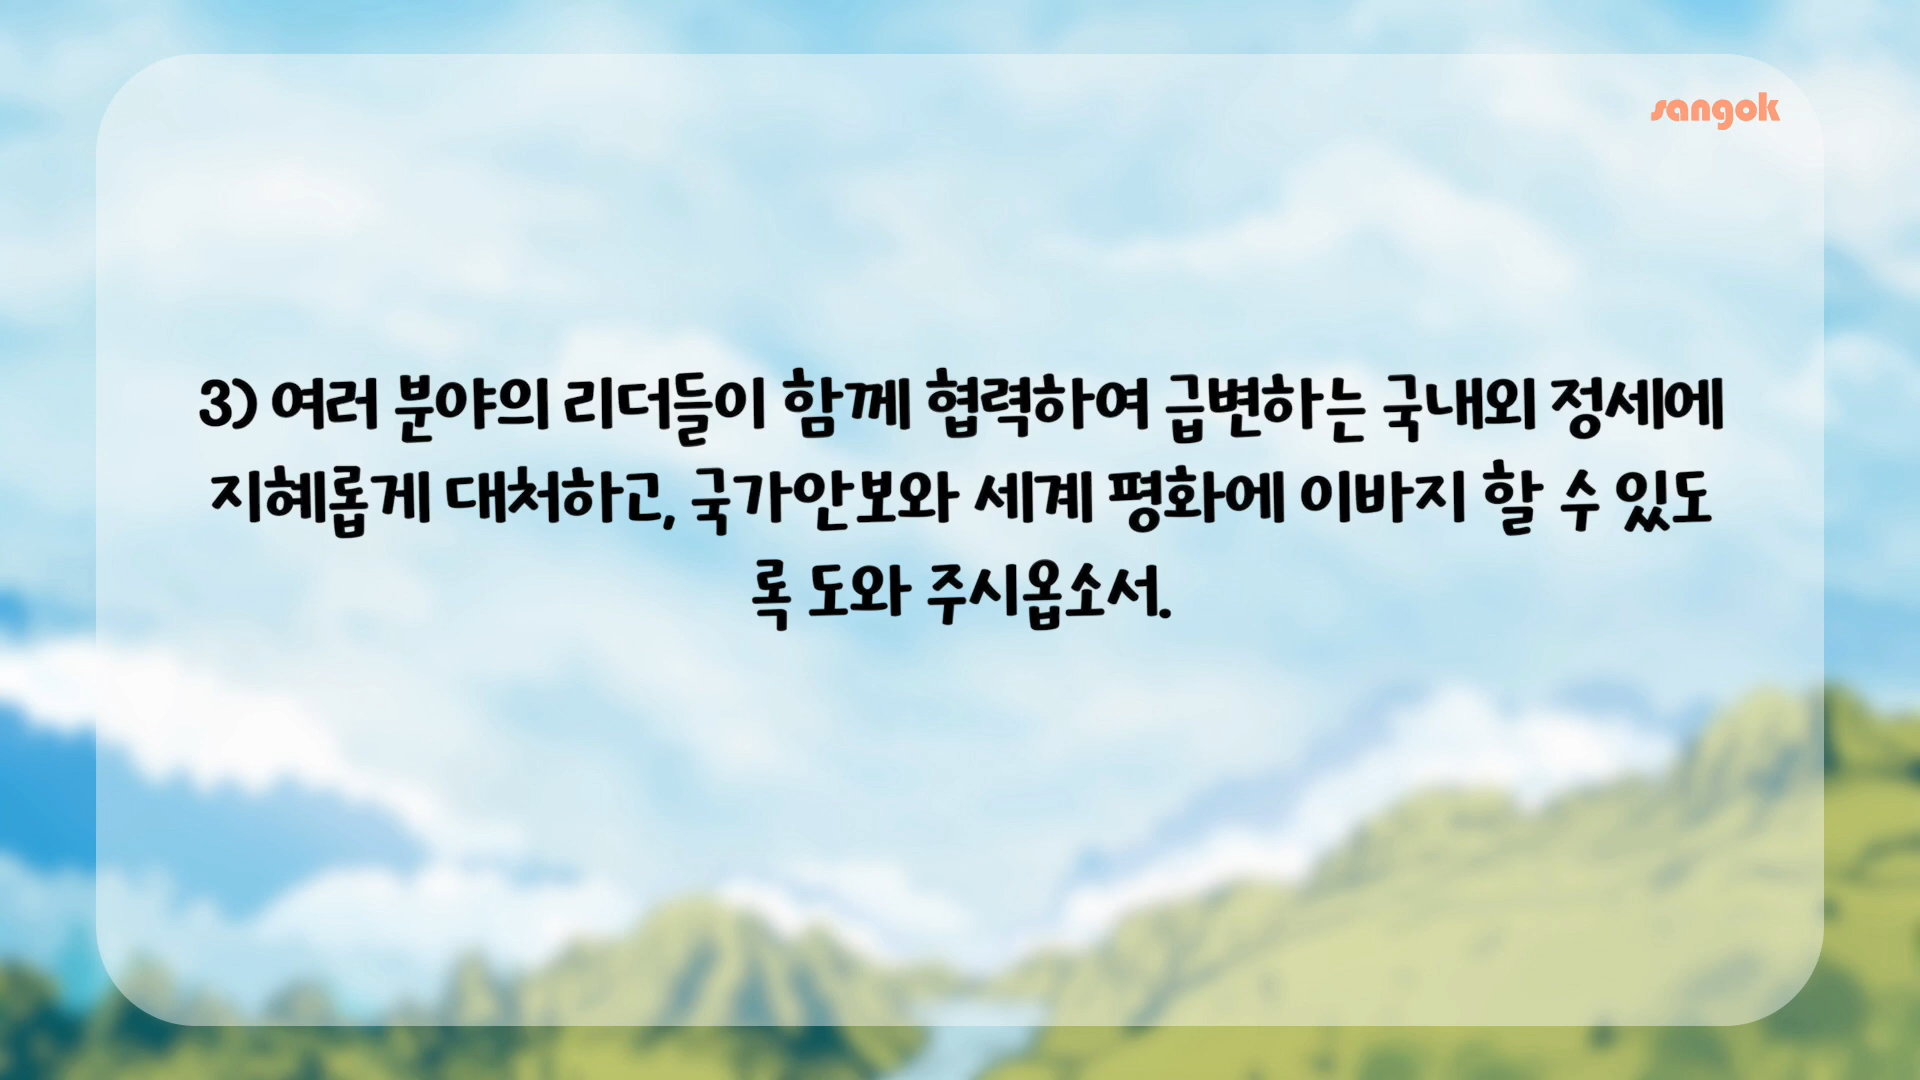 sangok
3) 여러 분야의 리더들이 함께 협력하여 급변하는 국내외 정세에
지혜롭게 대처하고, 국가안보와 세계 평화에 이바지 할 수 있도
록 도와 주시옵소서.